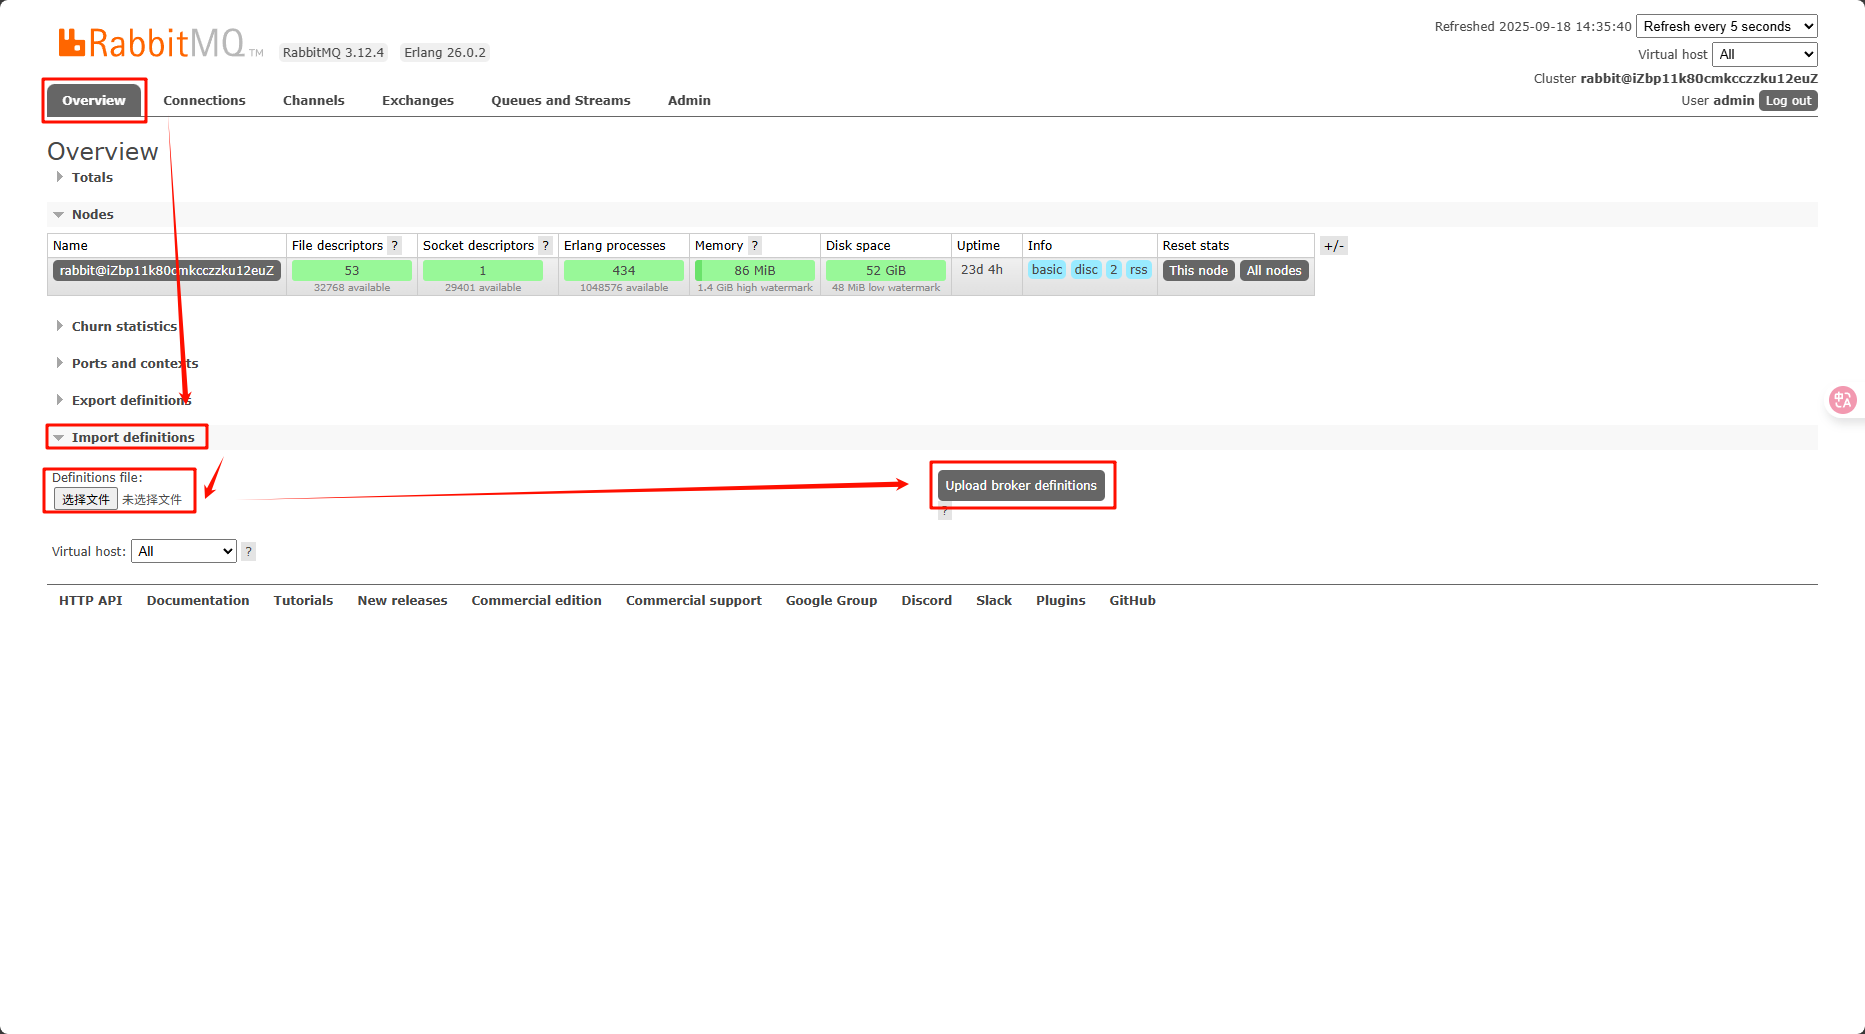 Refreshed 2025-09-18 14:35:40 Refresh every 5 seconds
RabbitMQ TM RabbitMQ 3.12.4 Erlang 26.0.2
Virtual host All
Cluster rabbit@iZbp11k80cmkcczzku12euZ
User admin Log out
Overview Connections Channels Exchanges Queues and Streams Admin
Overview
Totals
Nodes
Name File descriptors ? Socket descriptors ? Erlang processes Memory ? Disk space Uptime Info Reset stats +/-
rabbit@iZbp11k80cmkcczzku12euZ 53 1 434 86 MiB 52 GiB 23d 4h basic disc 2 rss This node All nodes
32768 available 29401 available 1048576 available 1.4 GiB high watermark 48 MiB low watermark
Churn statistics
Ports and contexts
Export definitions
Import definitions
Definitions file:
选择文件 未选择文件
Upload broker definitions
?
Virtual host: All ?
HTTP API Documentation Tutorials New releases Commercial edition Commercial support Google Group Discord Slack Plugins GitHub
中A